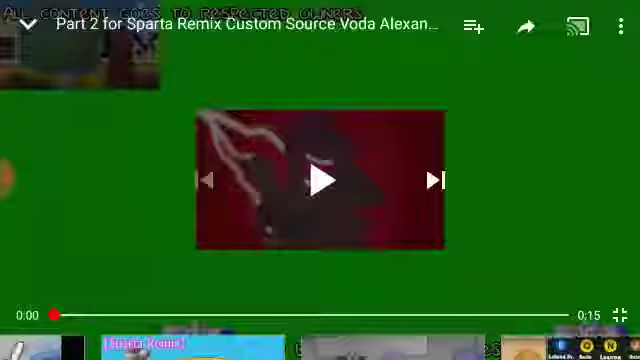 ALL CONTENT GOES TO RESPECTED OWNERS
Part 2 for Sparta Remix Custom Source Voda Alexan...
0:00
0:15
[Sparta Remix]